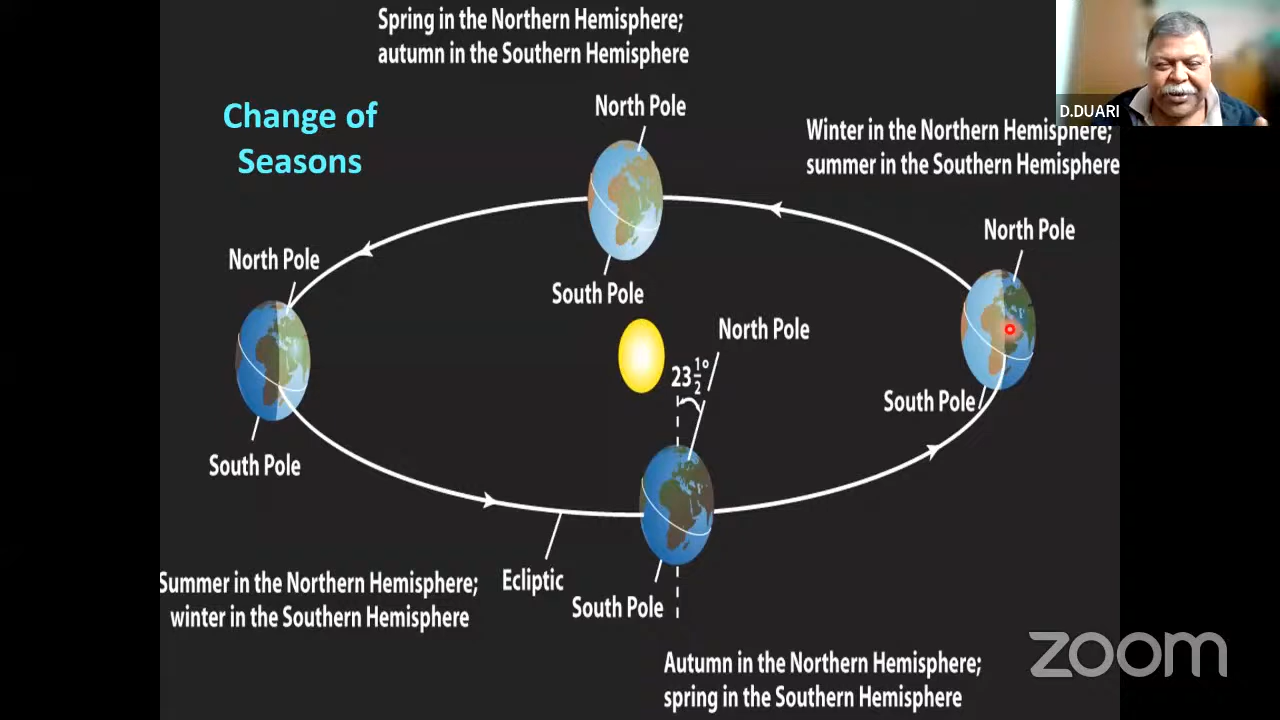 Spring in the Northern Hemisphere;
autumn in the Southern Hemisphere
Change of
Seasons
North Pole
D.DUARI
Winter in the Northern Hemisphere;
summer in the Southern Hemisphere
North Pole
North Pole
South Pole
North Pole
23 1/2°
South Pole
South Pole
Ecliptic
Summer in the Northern Hemisphere;
winter in the Southern Hemisphere
South Pole
zoom
Autumn in the Northern Hemisphere;
spring in the Southern Hemisphere